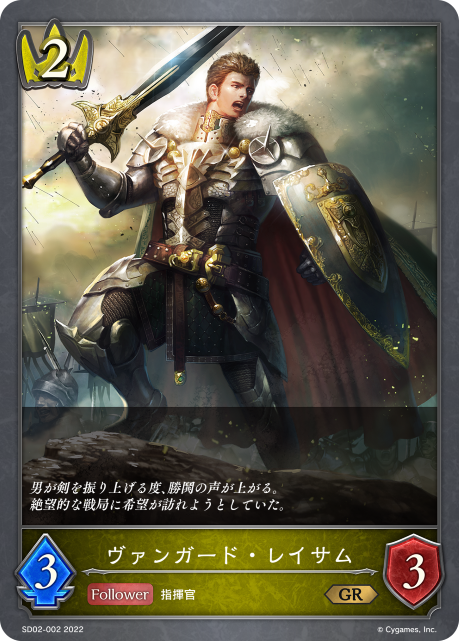 2
男が剣を振り上げる度、勝鬨の声が上がる。
絶望的な戦局に希望が訪れようとしていた。
ヴァンガード・レイサム
3
Follower 指揮官
GR
3
SD02-002 2022
© Cygames, Inc.